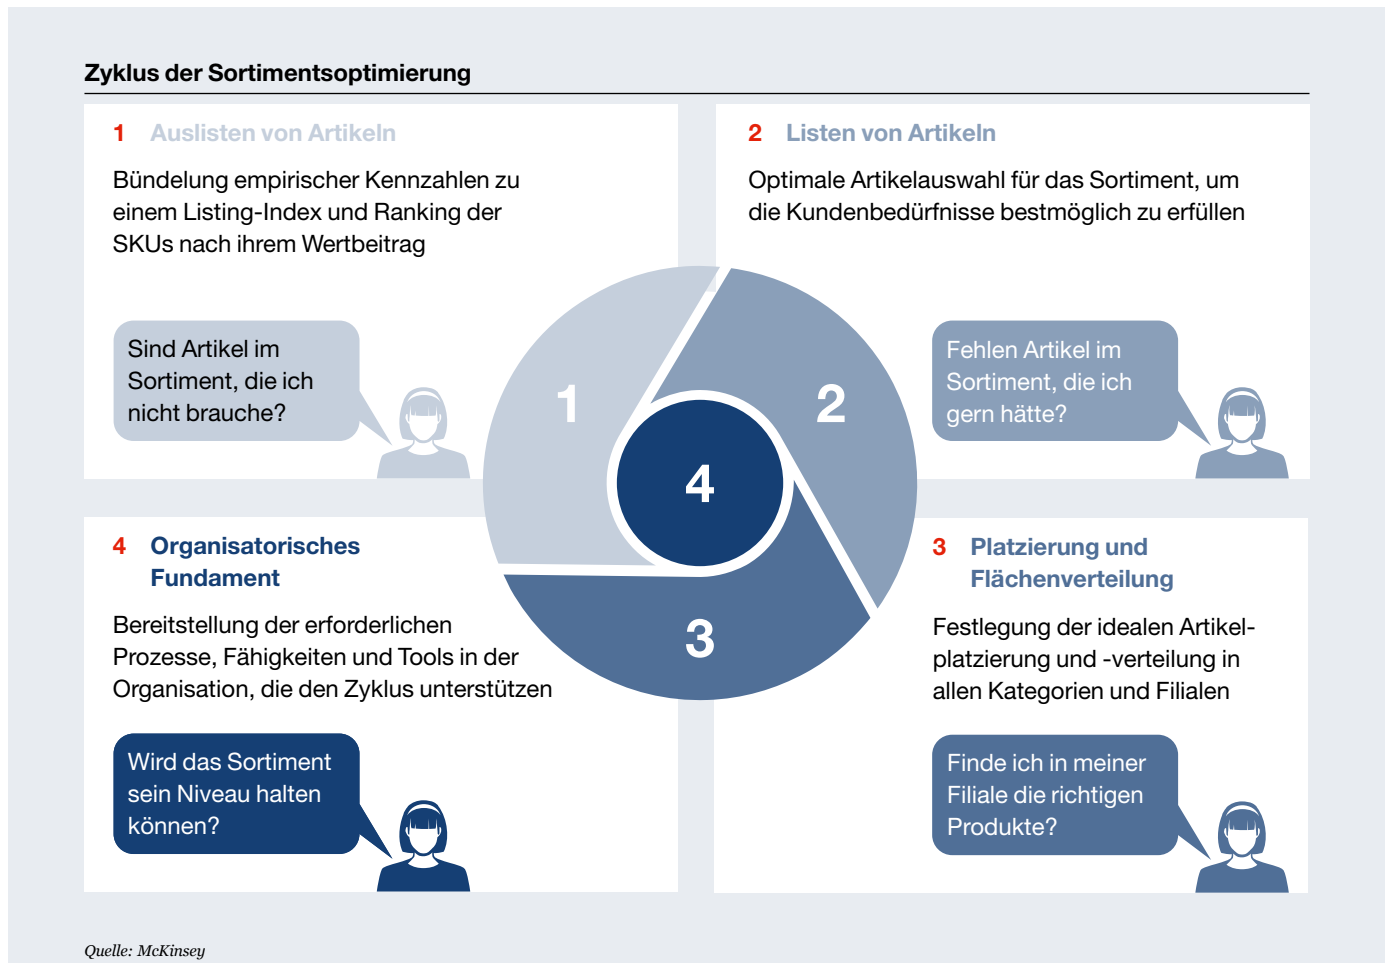 Zyklus der Sortimentsoptimierung
1 Auslisten von Artikeln
Bündelung empirischer Kennzahlen zu
einem Listing-Index und Ranking der
SKUs nach ihrem Wertbeitrag
Sind Artikel im
Sortiment, die ich
nicht brauche?
2 Listen von Artikeln
Optimale Artikelauswahl für das Sortiment, um
die Kundenbedürfnisse bestmöglich zu erfüllen
Fehlen Artikel im
Sortiment, die ich
gern hätte?
1
2
4
3
4 Organisatorisches
Fundament
Bereitstellung der erforderlichen
Prozesse, Fähigkeiten und Tools in der
Organisation, die den Zyklus unterstützen
Wird das Sortiment
sein Niveau halten
können?
3 Platzierung und
Flächenverteilung
Festlegung der idealen Artikel-
platzierung und -verteilung in
allen Kategorien und Filialen
Finde ich in meiner
Filiale die richtigen
Produkte?
Quelle: McKinsey